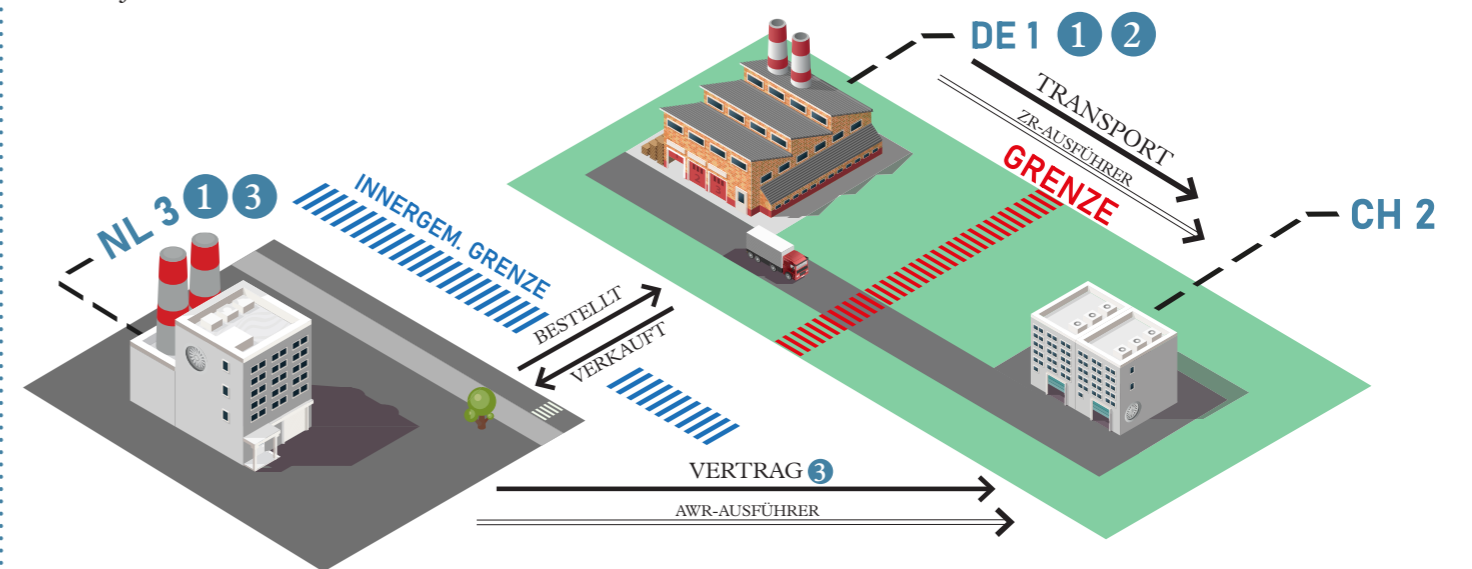 DE 1 1 2
TRANSPORT
ZR-AUSFÜHRER
GRENZE
CH 2
NL 3 1 3
INNERGEM. GRENZE
BESTELLT
VERKAUFT
VERTRAG 3
AWR-AUSFÜHRER